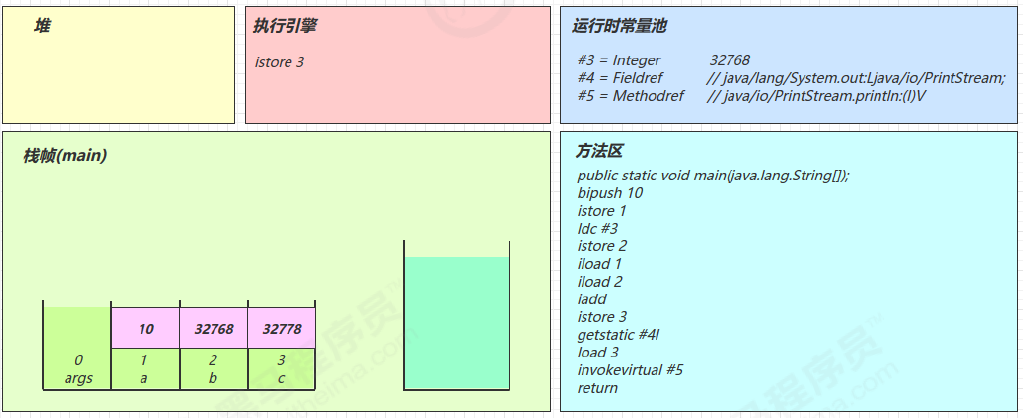 堆
执行引擎
istore 3
运行时常量池
#3 = Integer 32768
#4 = Fieldref // java/lang/System.out:Ljava/io/PrintStream;
#5 = Methodref // java/io/PrintStream.println:(I)V
栈帧(main)
10 32768 32778
0 1 2 3
args a b c
方法区
public static void main(java.lang.String[]);
bipush 10
istore 1
ldc #3
istore 2
iload 1
iload 2
iadd
istore 3
getstatic #4!
load 3
invokevirtual #5
return